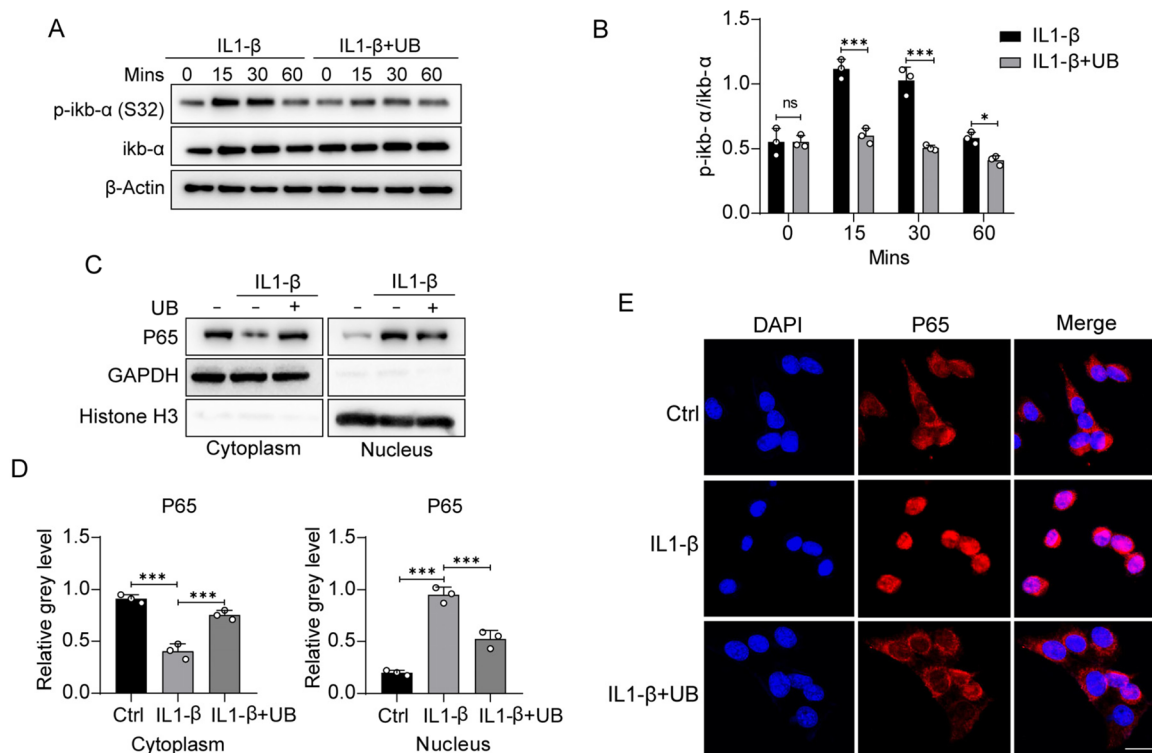 A
IL1-β IL1-β+UB
Mins 0 15 30 60 0 15 30 60
p-ikb-α (S32)
ikb-α
β-Actin
B
IL1-β
IL1-β+UB
p-ikb-α/ikb-α
1.5
1.0
0.5
0.0
ns
***
***
*
0 15 30 60
Mins
C
IL1-β IL1-β
UB − − + − − +
P65
GAPDH
Histone H3
Cytoplasm Nucleus
D
P65
Relative grey level
1.5
1.0
0.5
0.0
*** ***
Ctrl IL1-β IL1-β+UB
Cytoplasm
P65
Relative grey level
1.5
1.0
0.5
0.0
*** ***
Ctrl IL1-β IL1-β+UB
Nucleus
E
DAPI P65 Merge
Ctrl
IL1-β
IL1-β+UB